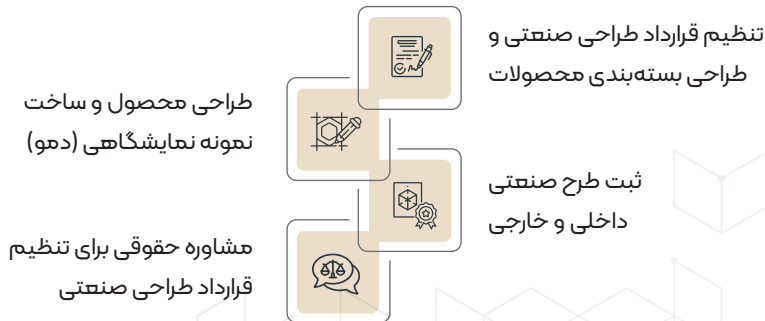 تنظیم قرارداد طراحی صنعتی و
طراحی بسته‌بندی محصولات
طراحی محصول و ساخت
نمونه نمایشگاهی (دمو)
ثبت طرح صنعتی
داخلی و خارجی
مشاوره حقوقی برای تنظیم
قرارداد طراحی صنعتی